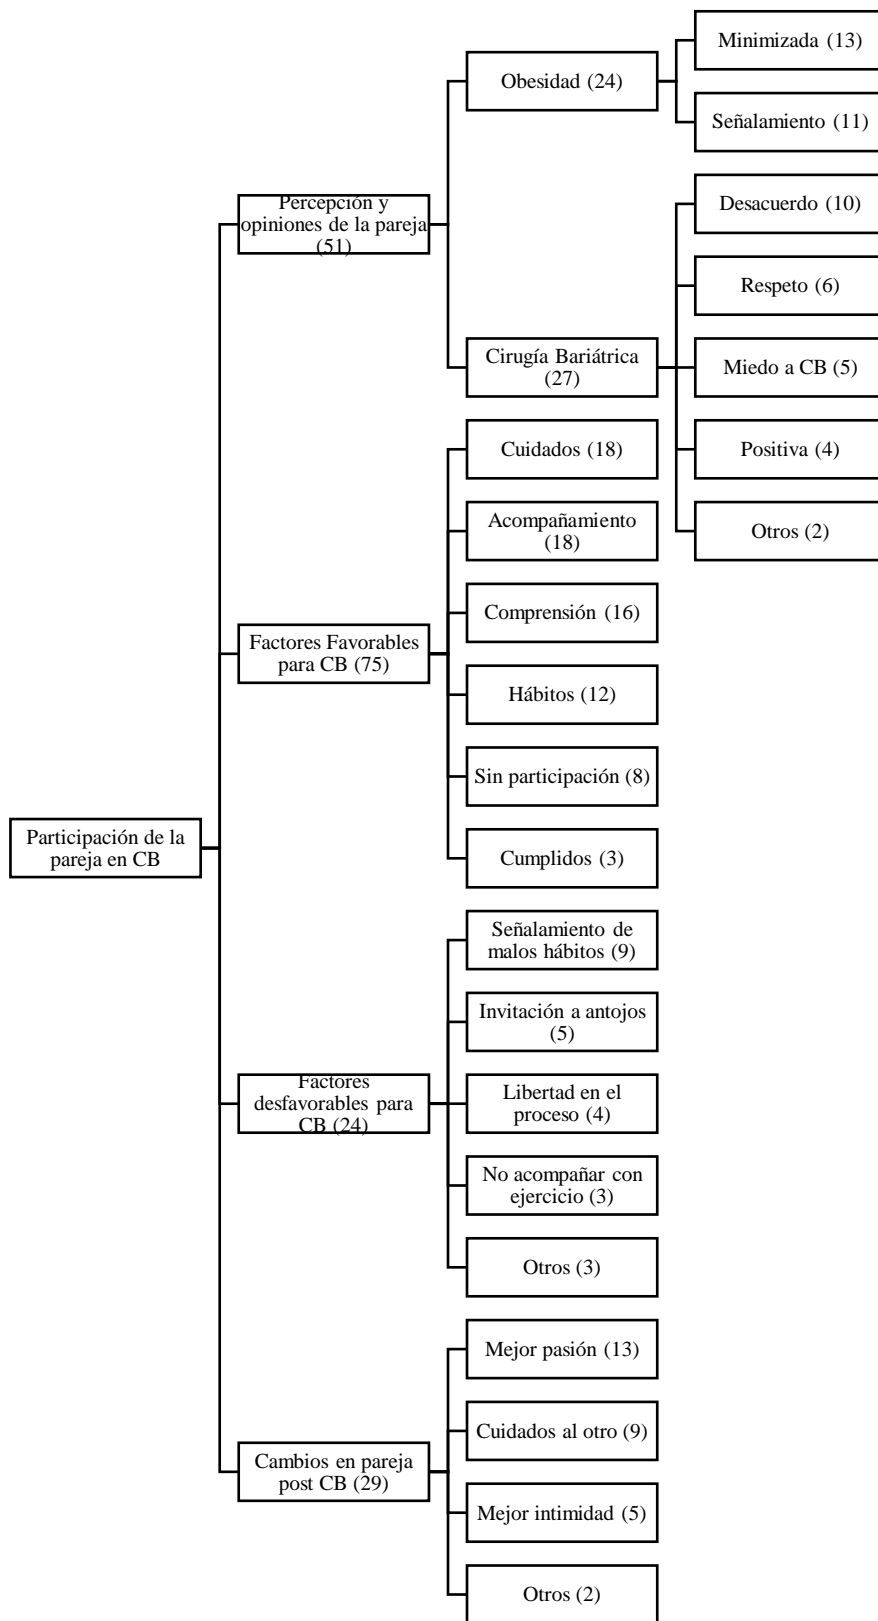 Participación de la
pareja en CB
Percepción y
opiniones de la pareja
(51)
Obesidad (24)
Minimizada (13)
Señalamiento (11)
Cirugía Bariátrica
(27)
Desacuerdo (10)
Respeto (6)
Miedo a CB (5)
Positiva (4)
Otros (2)
Factores Favorables
para CB (75)
Cuidados (18)
Acompañamiento
(18)
Comprensión (16)
Hábitos (12)
Sin participación (8)
Cumplidos (3)
Factores
desfavorables para
CB (24)
Señalamiento de
malos hábitos (9)
Invitación a antojos
(5)
Libertad en el
proceso (4)
No acompañar con
ejercicio (3)
Otros (3)
Cambios en pareja
post CB (29)
Mejor pasión (13)
Cuidados al otro (9)
Mejor intimidad (5)
Otros (2)